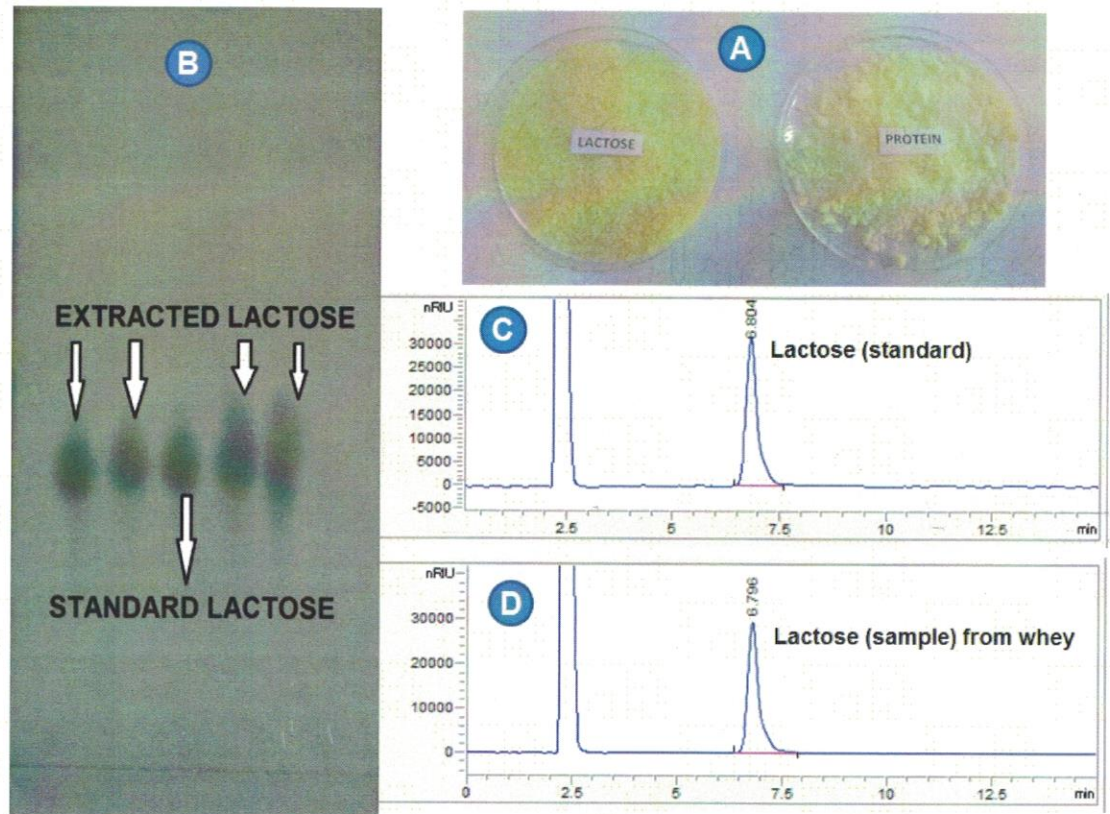 B
A
LACTOSE
PROTEIN
EXTRACTED LACTOSE
STANDARD LACTOSE
nRIU
C
6.804
Lactose (standard)
30000
25000
20000
15000
10000
5000
0
-5000
0
2.5
5
7.5
10
12.5
min
nRIU
D
6.796
Lactose (sample) from whey
30000
20000
10000
0
0
2.5
5
7.5
10
12.5
min